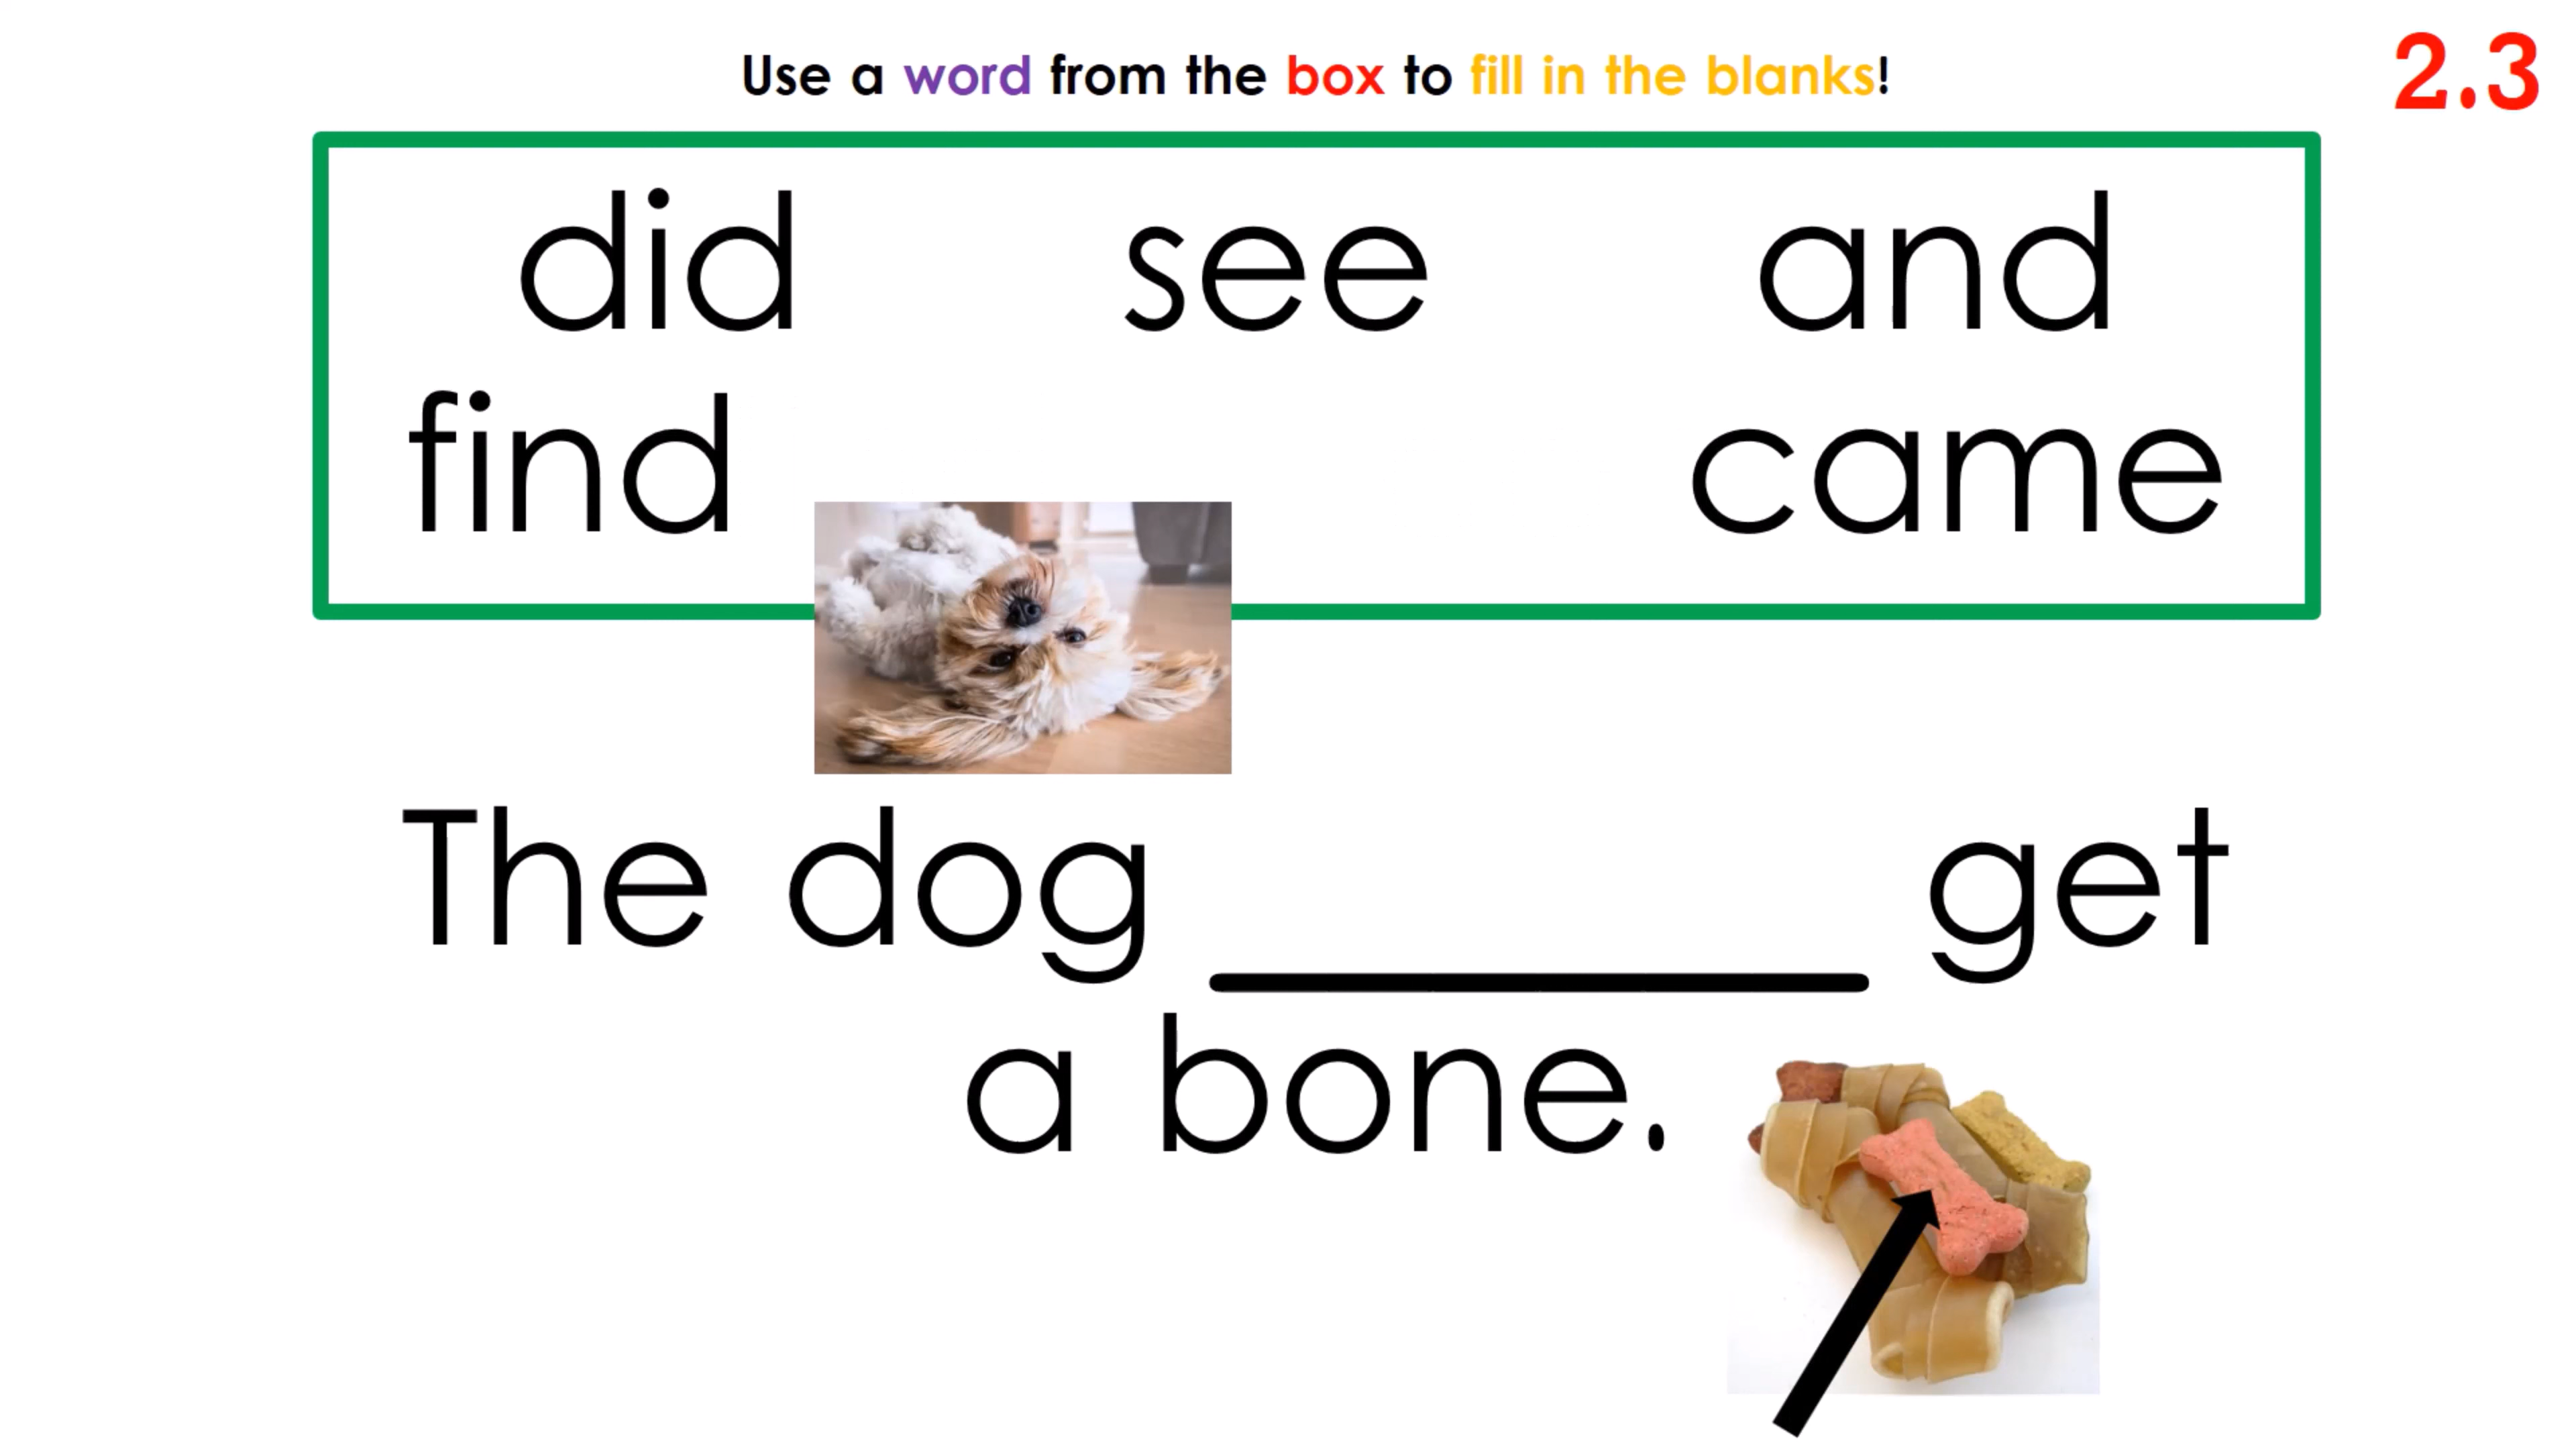 Use a word from the box to fill in the blanks!
2.3
did see and
find came
The dog ________ get
a bone.